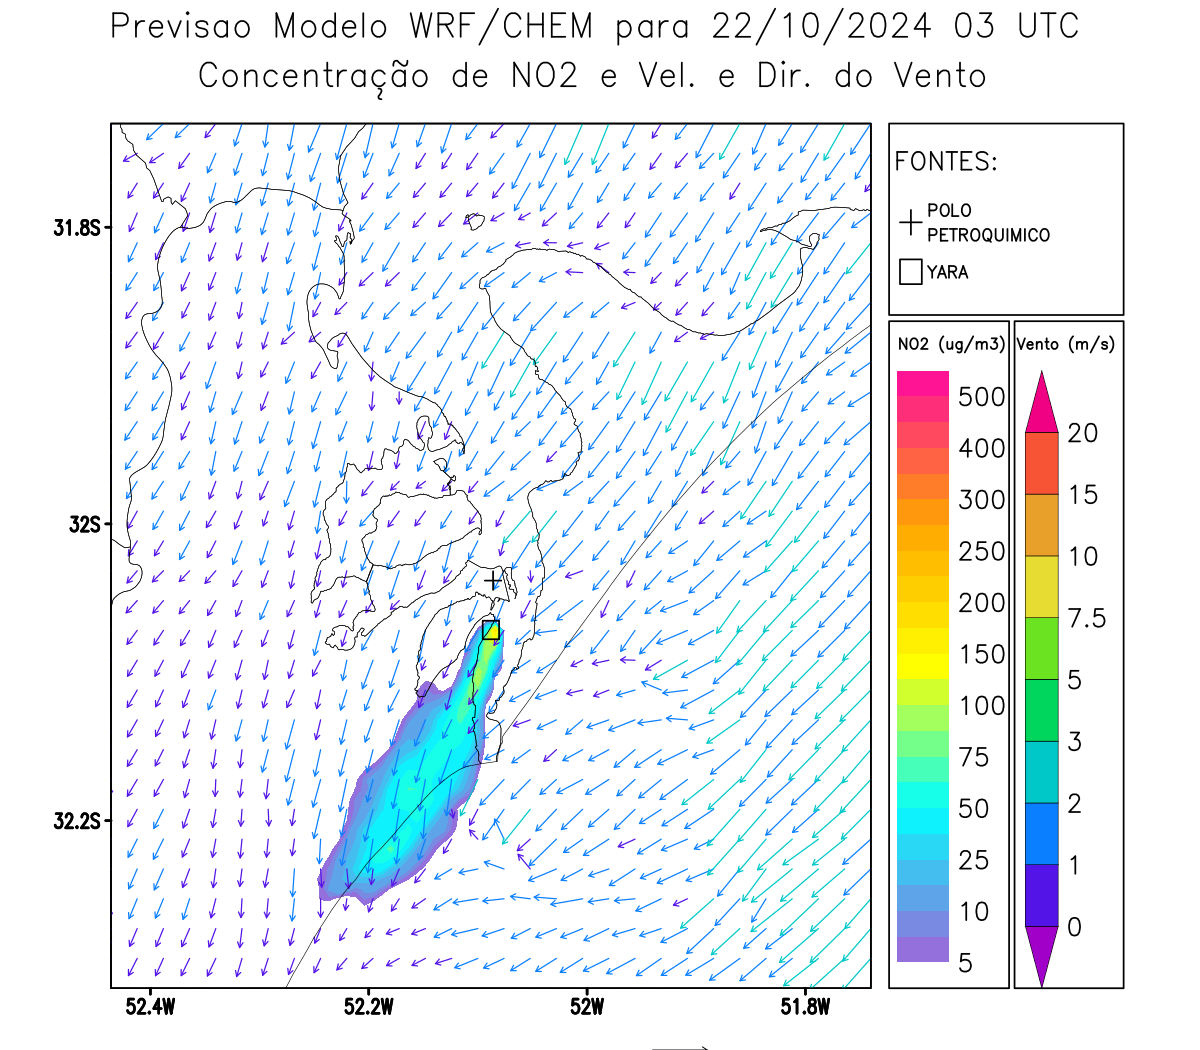 Previsao Modelo WRF/CHEM para 22/10/2024 03 UTC
Concentração de NO2 e Vel. e Dir. do Vento
FONTES:
POLO
PETROQUIMICO
YARA
NO2 (ug/m3)
500
400
300
250
200
150
100
75
50
25
10
5
Vento (m/s)
20
15
10
7.5
5
3
2
1
0
31.8S
32S
32.2S
52.4W
52.2W
52W
51.8W